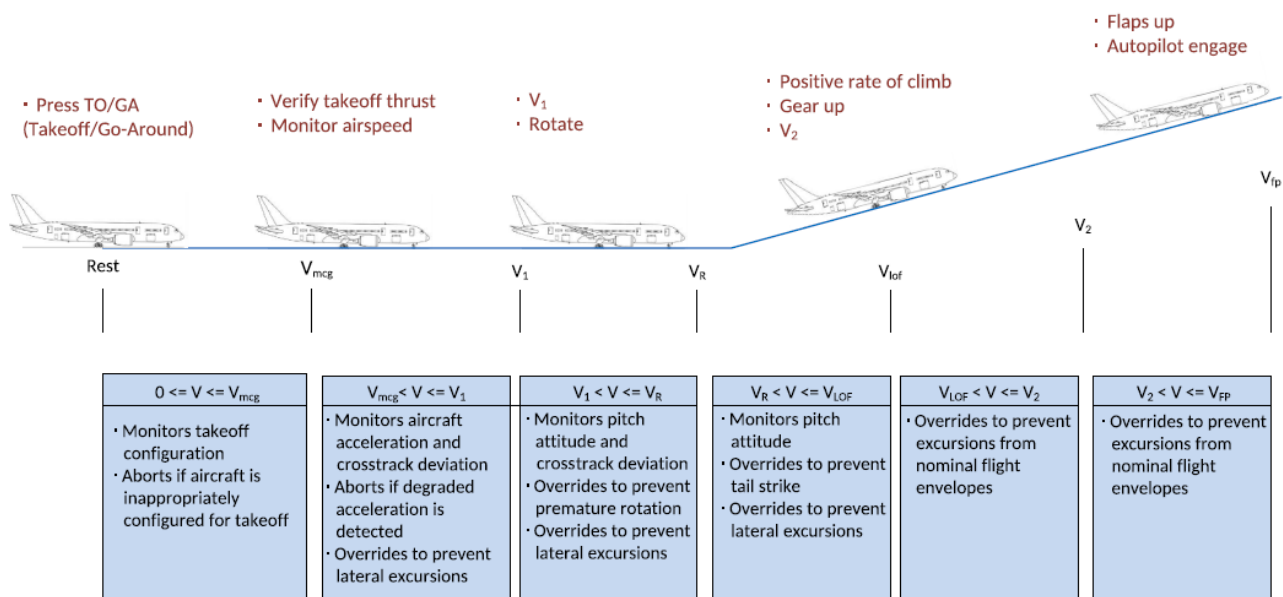 · Press TO/GA
(Takeoff/Go-Around)
· Verify takeoff thrust
· Monitor airspeed
· V₁
· Rotate
· Positive rate of climb
· Gear up
· V₂
· Flaps up
· Autopilot engage
Rest
Vmcg
V₁
VR
Vlof
V₂
Vfp
0 <= V <= Vmcg
· Monitors takeoff
configuration
· Aborts if aircraft is
inappropriately
configured for takeoff
Vmcg< V <= V₁
· Monitors aircraft
acceleration and
crosstrack deviation
· Aborts if degraded
acceleration is
detected
· Overrides to prevent
lateral excursions
V₁ < V <= VR
· Monitors pitch
attitude and
crosstrack deviation
· Overrides to prevent
premature rotation
· Overrides to prevent
lateral excursions
VR < V <= VLOF
· Monitors pitch
attitude
· Overrides to prevent
tail strike
· Overrides to prevent
lateral excursions
VLOF < V <= V₂
· Overrides to prevent
excursions from
nominal flight
envelopes
V₂ < V <= VFP
· Overrides to prevent
excursions from
nominal flight
envelopes